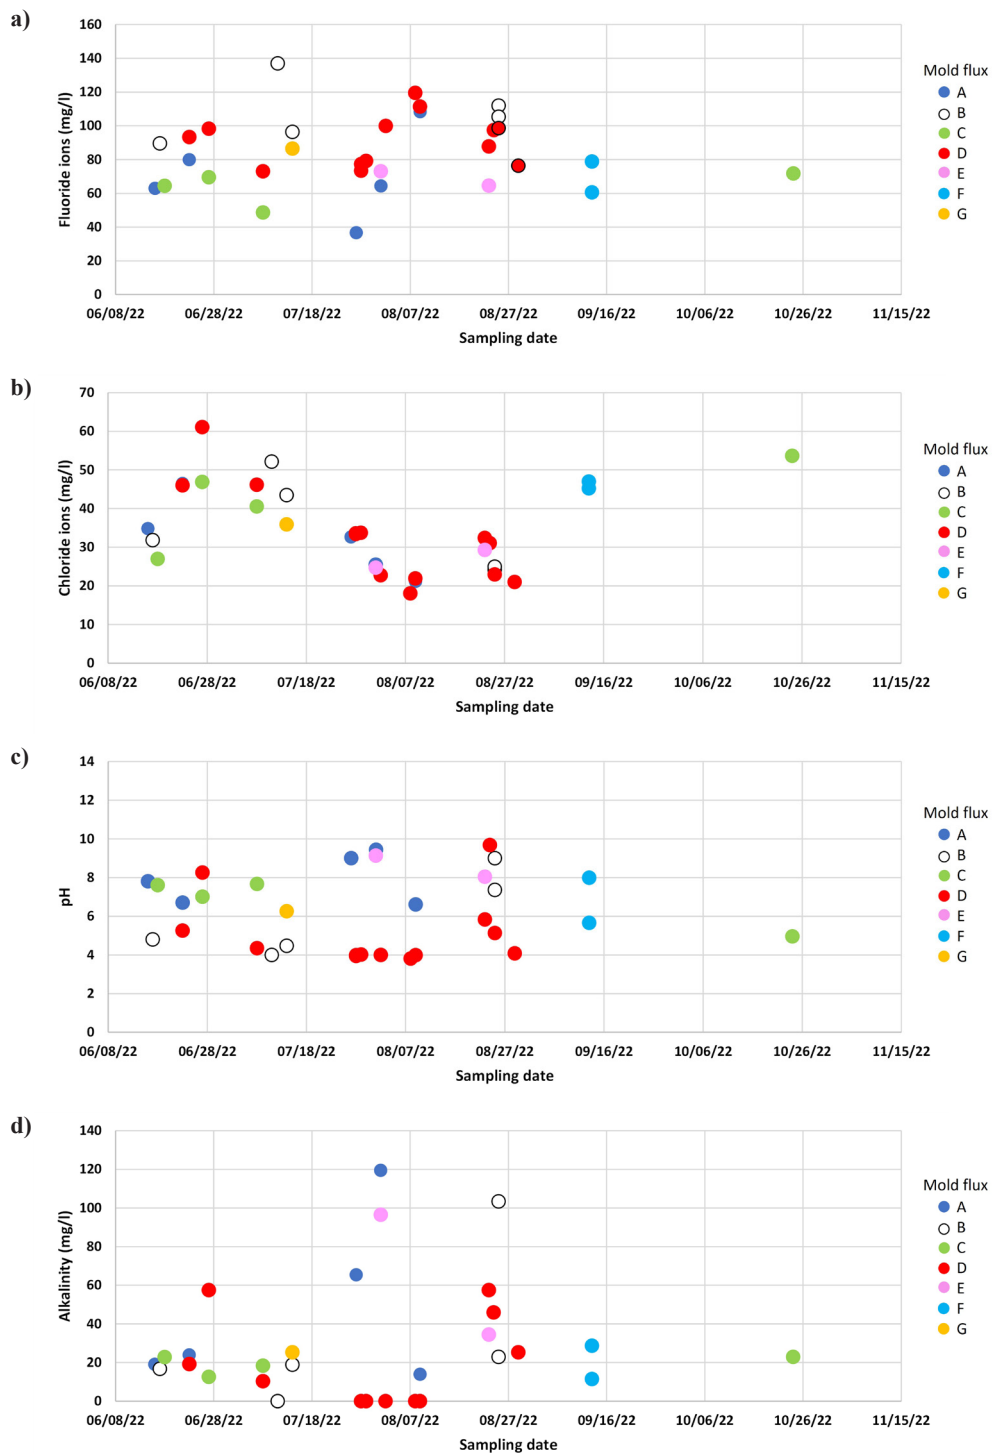 a)
160
140
120
100
80
60
40
20
0
Fluoride ions (mg/l)
06/08/22 06/28/22 07/18/22 08/07/22 08/27/22 09/16/22 10/06/22 10/26/22 11/15/22
Sampling date
Mold flux
A
B
C
D
E
F
G
b)
70
60
50
40
30
20
10
0
Chloride ions (mg/l)
06/08/22 06/28/22 07/18/22 08/07/22 08/27/22 09/16/22 10/06/22 10/26/22 11/15/22
Sampling date
Mold flux
A
B
C
D
E
F
G
c)
14
12
10
8
6
4
2
0
pH
06/08/22 06/28/22 07/18/22 08/07/22 08/27/22 09/16/22 10/06/22 10/26/22 11/15/22
Sampling date
Mold flux
A
B
C
D
E
F
G
d)
140
120
100
80
60
40
20
0
Alkalinity (mg/l)
06/08/22 06/28/22 07/18/22 08/07/22 08/27/22 09/16/22 10/06/22 10/26/22 11/15/22
Sampling date
Mold flux
A
B
C
D
E
F
G